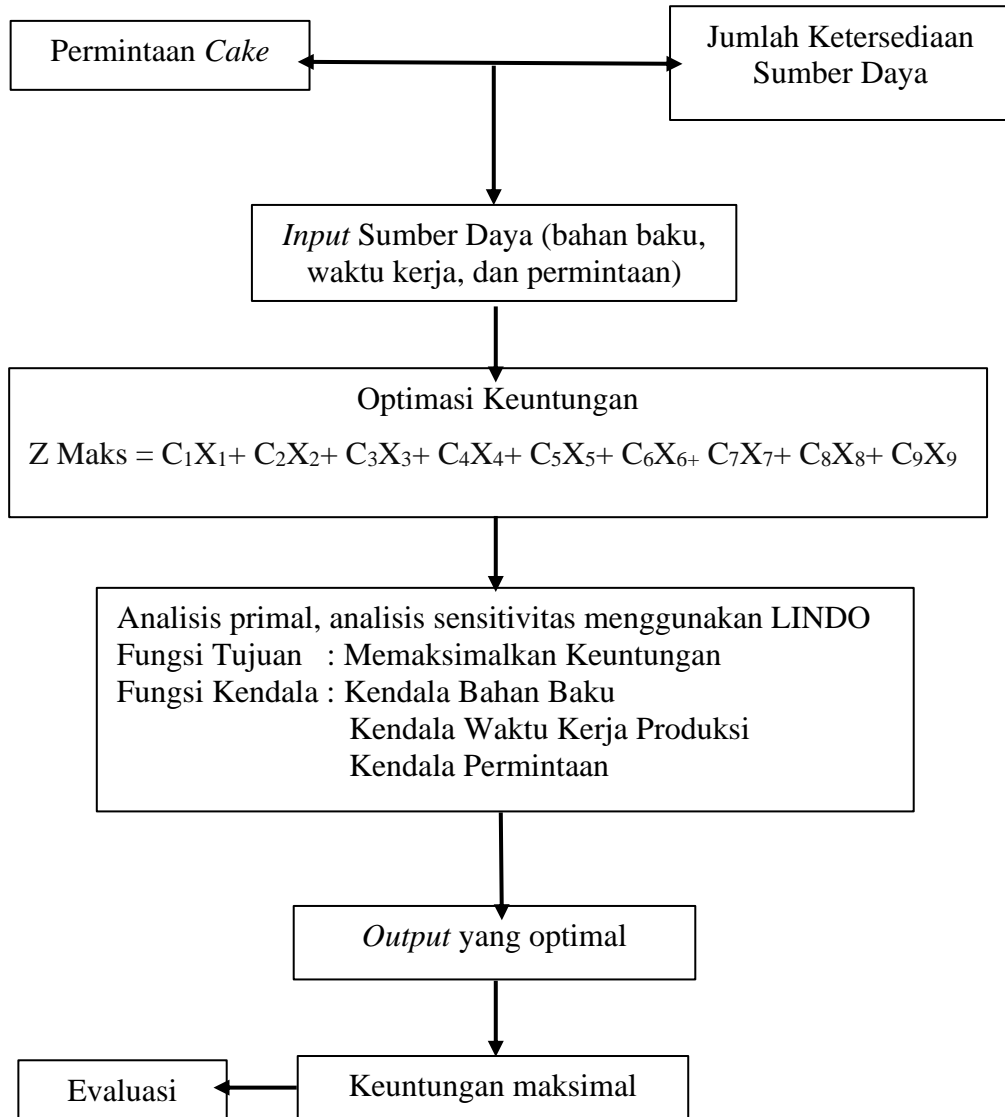 Permintaan Cake
Jumlah Ketersediaan
Sumber Daya
Input Sumber Daya (bahan baku,
waktu kerja, dan permintaan)
Optimasi Keuntungan
Z Maks = C₁X₁+ C₂X₂+ C₃X₃+ C₄X₄+ C₅X₅+ C₆X₆₊ C₇X₇+ C₈X₈+ C₉X₉
Analisis primal, analisis sensitivitas menggunakan LINDO
Fungsi Tujuan : Memaksimalkan Keuntungan
Fungsi Kendala : Kendala Bahan Baku
Kendala Waktu Kerja Produksi
Kendala Permintaan
Output yang optimal
Evaluasi
Keuntungan maksimal